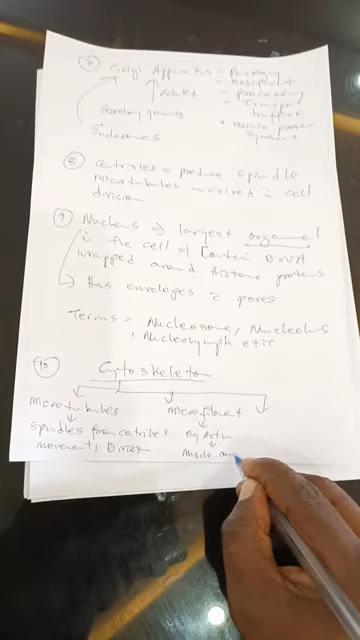 Golgi Apparatus - Packaging
related
- processing
Secretory granules
- Transport
Endosomes
8 Centrioles = produce spindle
microtubules involved in cell
division
9 Nucleus => largest organel
in the cell => Contain DNA
wrapped around histone proteins
Has envelopes c pores
Terms = Nucleosome, Nucleolus
, Nucleolymph etc
10 Cytoskeleton
microtubules microfilament
Spindles from centrioles eg Actin
movement, muscle